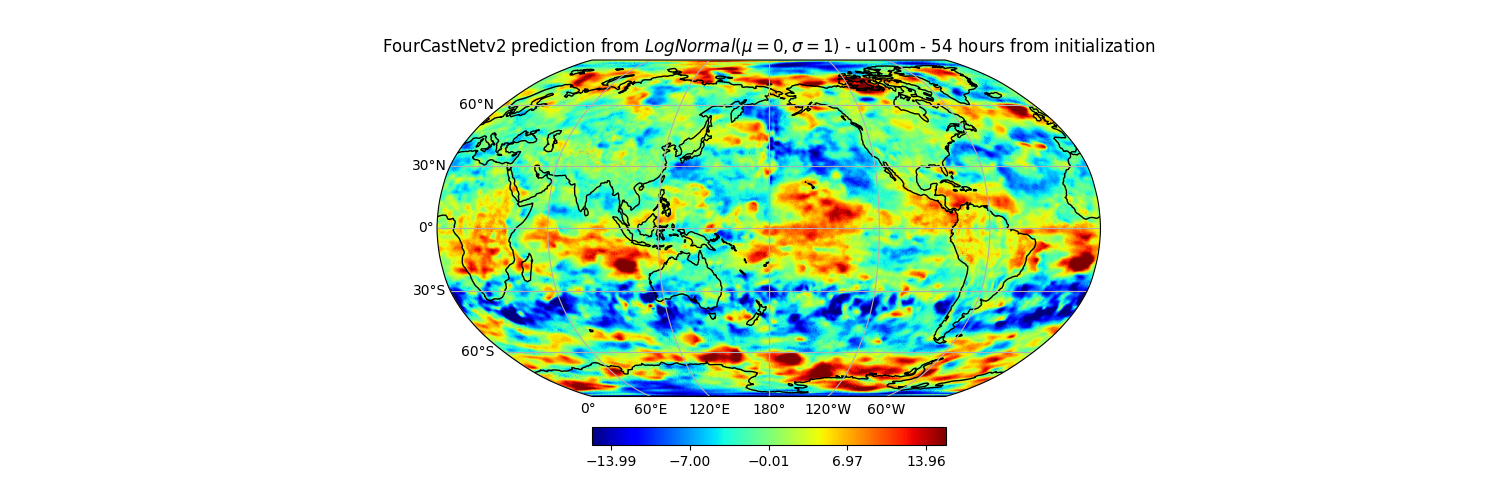 FourCastNetv2 prediction from LogNormal(μ = 0, σ = 1) - u100m - 54 hours from initialization
60°N
30°N
0°
30°S
60°S
0° 60°E 120°E 180° 120°W 60°W
−13.99 −7.00 −0.01 6.97 13.96